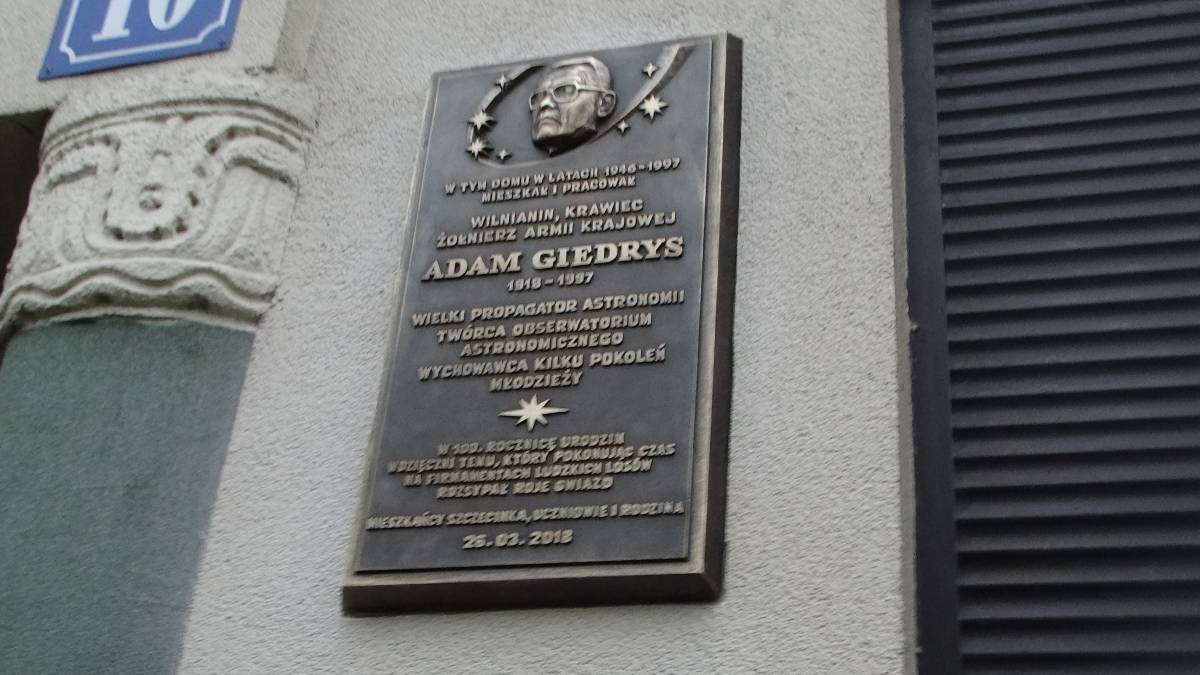 10
W TYM DOMU W LATACH 1946-1997
MIESZKAŁ I PRACOWAŁ
WILNIANIN, KRAWIEC
ŻOŁNIERZ ARMII KRAJOWEJ
ADAM GIEDRYS
1918-1997
WIELKI PROPAGATOR ASTRONOMII
TWÓRCA OBSERWATORIUM
ASTRONOMICZNEGO
WYCHOWAWCA KILKU POKOLEŃ
MŁODZIEŻY
W 100. ROCZNICĘ URODZIN
WDZIĘCZNI TEMU, KTÓRY POKONUJĄC CZAS
NA FIRMAMENTACH LUDZKICH LOSÓW
ROZSYPAŁ ROJE GWIAZD
MIESZKAŃCY SZCZECINKA, UCZNIOWIE I RODZINA
25.03.2018